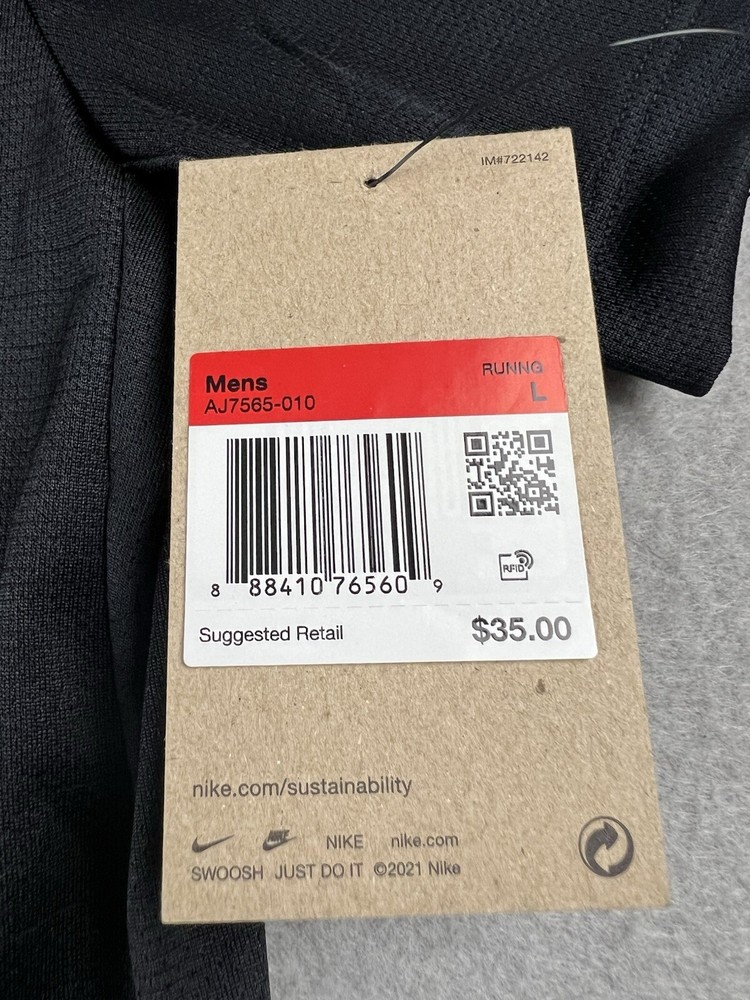 IM#722142
Mens
RUNNG
AJ7565-010
L
RFID
8 88410 76560 9
Suggested Retail
$35.00
nike.com/sustainability
NIKE nike.com
SWOOSH JUST DO IT ©2021 Nike